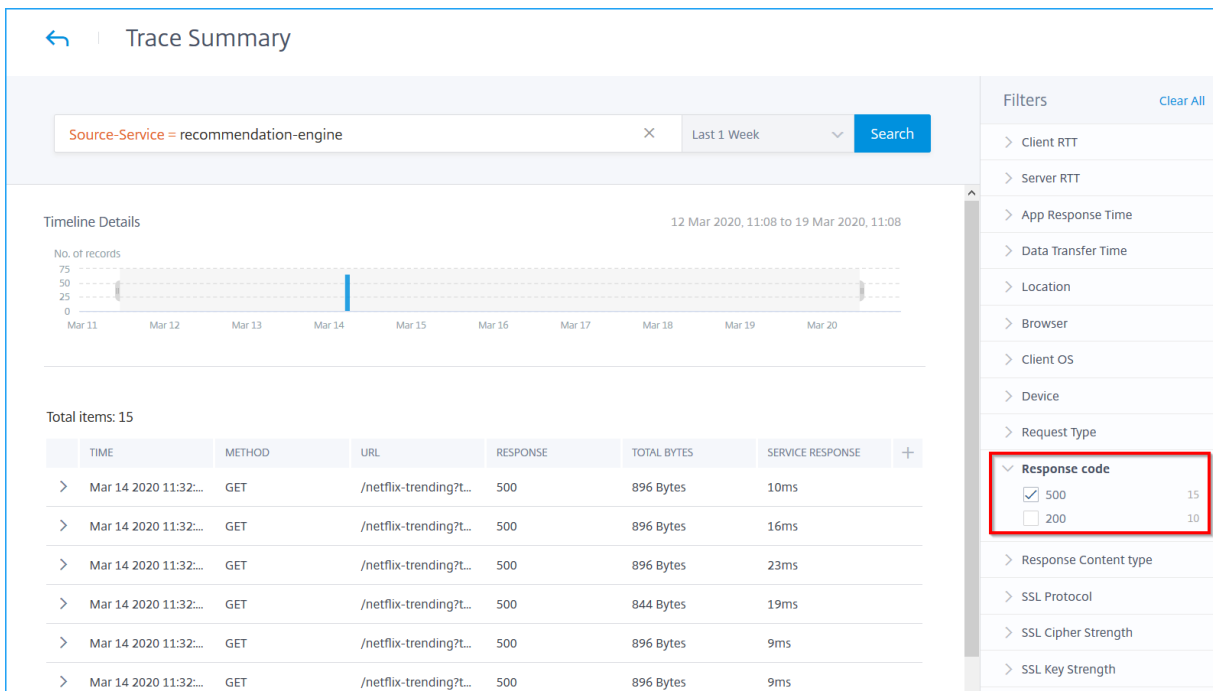 Trace Summary
Source-Service = recommendation-engine
Last 1 Week
Search
Timeline Details
12 Mar 2020, 11:08 to 19 Mar 2020, 11:08
No. of records
75
50
25
0
Mar 11 Mar 12 Mar 13 Mar 14 Mar 15 Mar 16 Mar 17 Mar 18 Mar 19 Mar 20
Total items: 15
TIME METHOD URL RESPONSE TOTAL BYTES SERVICE RESPONSE +
Mar 14 2020 11:32:... GET /netflix-trending?t... 500 896 Bytes 10ms
Mar 14 2020 11:32:... GET /netflix-trending?t... 500 896 Bytes 16ms
Mar 14 2020 11:32:... GET /netflix-trending?t... 500 896 Bytes 23ms
Mar 14 2020 11:32:... GET /netflix-trending?t... 500 844 Bytes 19ms
Mar 14 2020 11:32:... GET /netflix-trending?t... 500 896 Bytes 9ms
Mar 14 2020 11:32:... GET /netflix-trending?t... 500 896 Bytes 9ms
Filters Clear All
Client RTT
Server RTT
App Response Time
Data Transfer Time
Location
Browser
Client OS
Device
Request Type
Response code
500 15
200 10
Response Content type
SSL Protocol
SSL Cipher Strength
SSL Key Strength